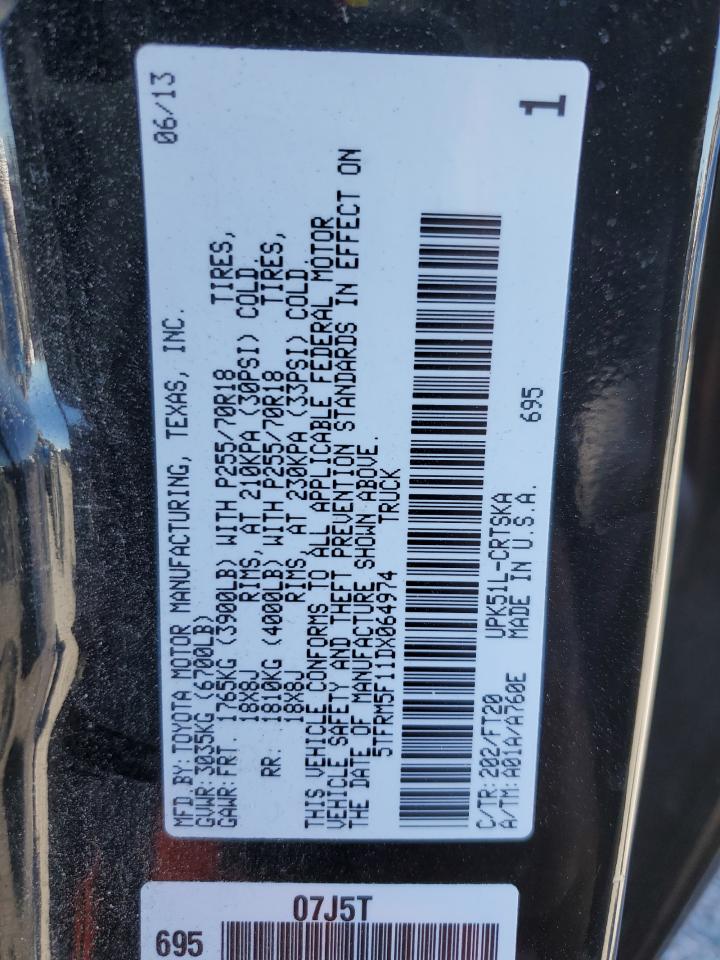 MFD.BY:TOYOTA MOTOR MANUFACTURING, TEXAS, INC. 06/13
GVWR:3035KG (6700LB)
GAWR:FRT. 1765KG (3900LB) WITH P255/70R18 TIRES,
18X8J RIMS, AT 210KPA (30PSI) COLD.
RR: 1810KG (4000LB) WITH P255/70R18 TIRES,
18X8J RIMS, AT 230KPA (33PSI) COLD.
THIS VEHICLE CONFORMS TO ALL APPLICABLE FEDERAL MOTOR
VEHICLE SAFETY AND THEFT PREVENTION STANDARDS IN EFFECT ON
THE DATE OF MANUFACTURE SHOWN ABOVE.
5TFRM5F11DX064974 TRUCK
C/TR:202/FT20 UPK51L-CRTSKA 695
A/TM:A01A/A760E MADE IN U.S.A. 1
07J5T
695